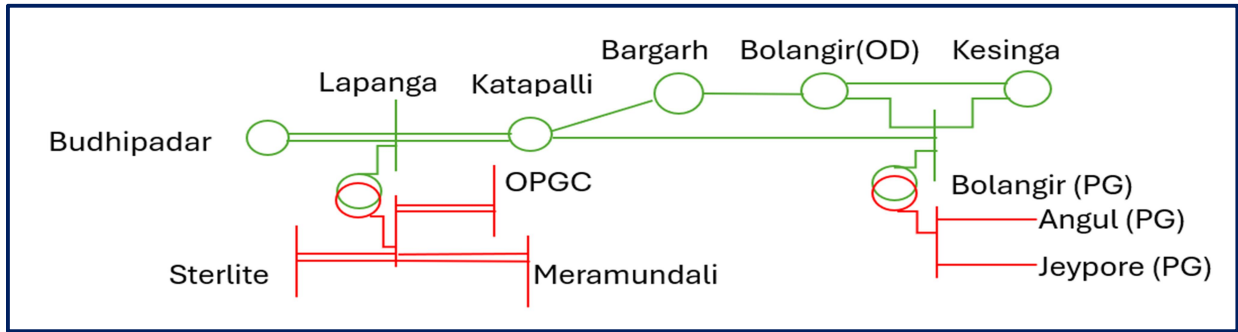 Bargarh
Bolangir(OD)
Kesinga
Lapanga
Katapalli
Budhipadar
OPGC
Bolangir (PG)
Angul (PG)
Sterlite
Meramundali
Jeypore (PG)